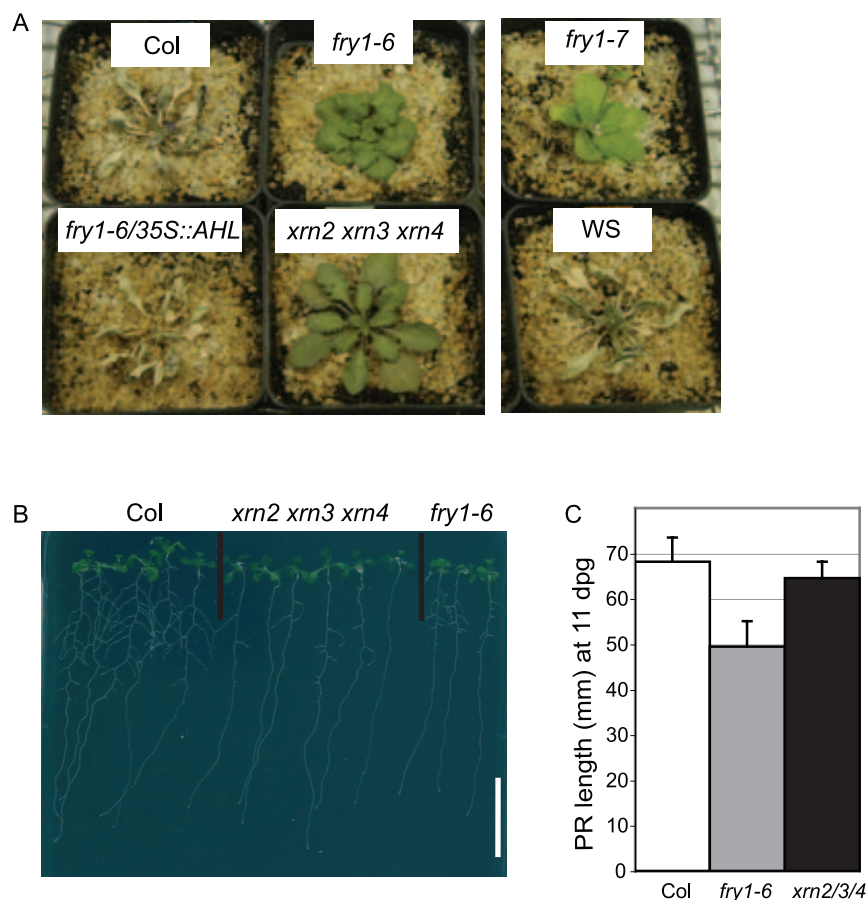 A
Col
fry1-6
fry1-7
fry1-6/35S::AHL
xrn2 xrn3 xrn4
WS
B
Col
xrn2 xrn3 xrn4
fry1-6
C
PR length (mm) at 11 dpg
70
60
50
40
30
20
10
0
Col
fry1-6
xrn2/3/4